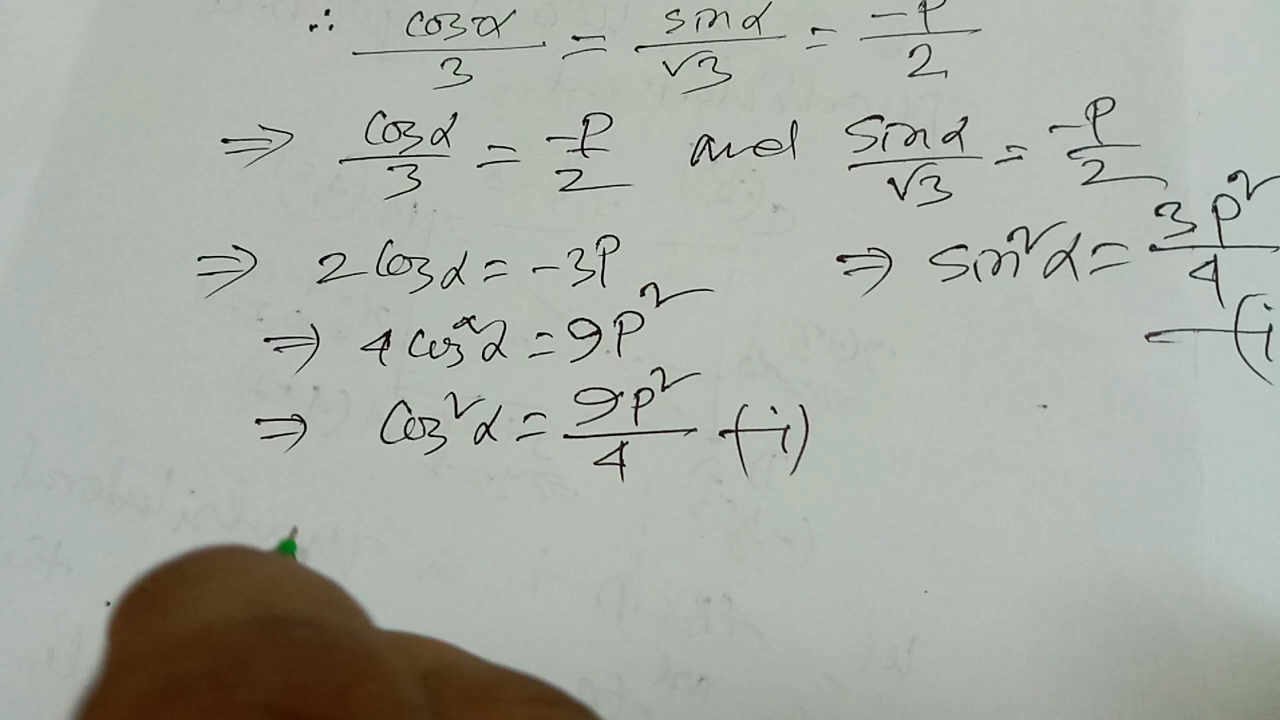 ∴ cosα/3 = sinα/√3 = -P/2
⇒ cosα/3 = -P/2 and sinα/√3 = -P/2
⇒ 2cosα = -3P ⇒ sin²α = 3P²/4
⇒ 4cos²α = 9P² —(i
⇒ cos²α = 9P²/4 —(i)